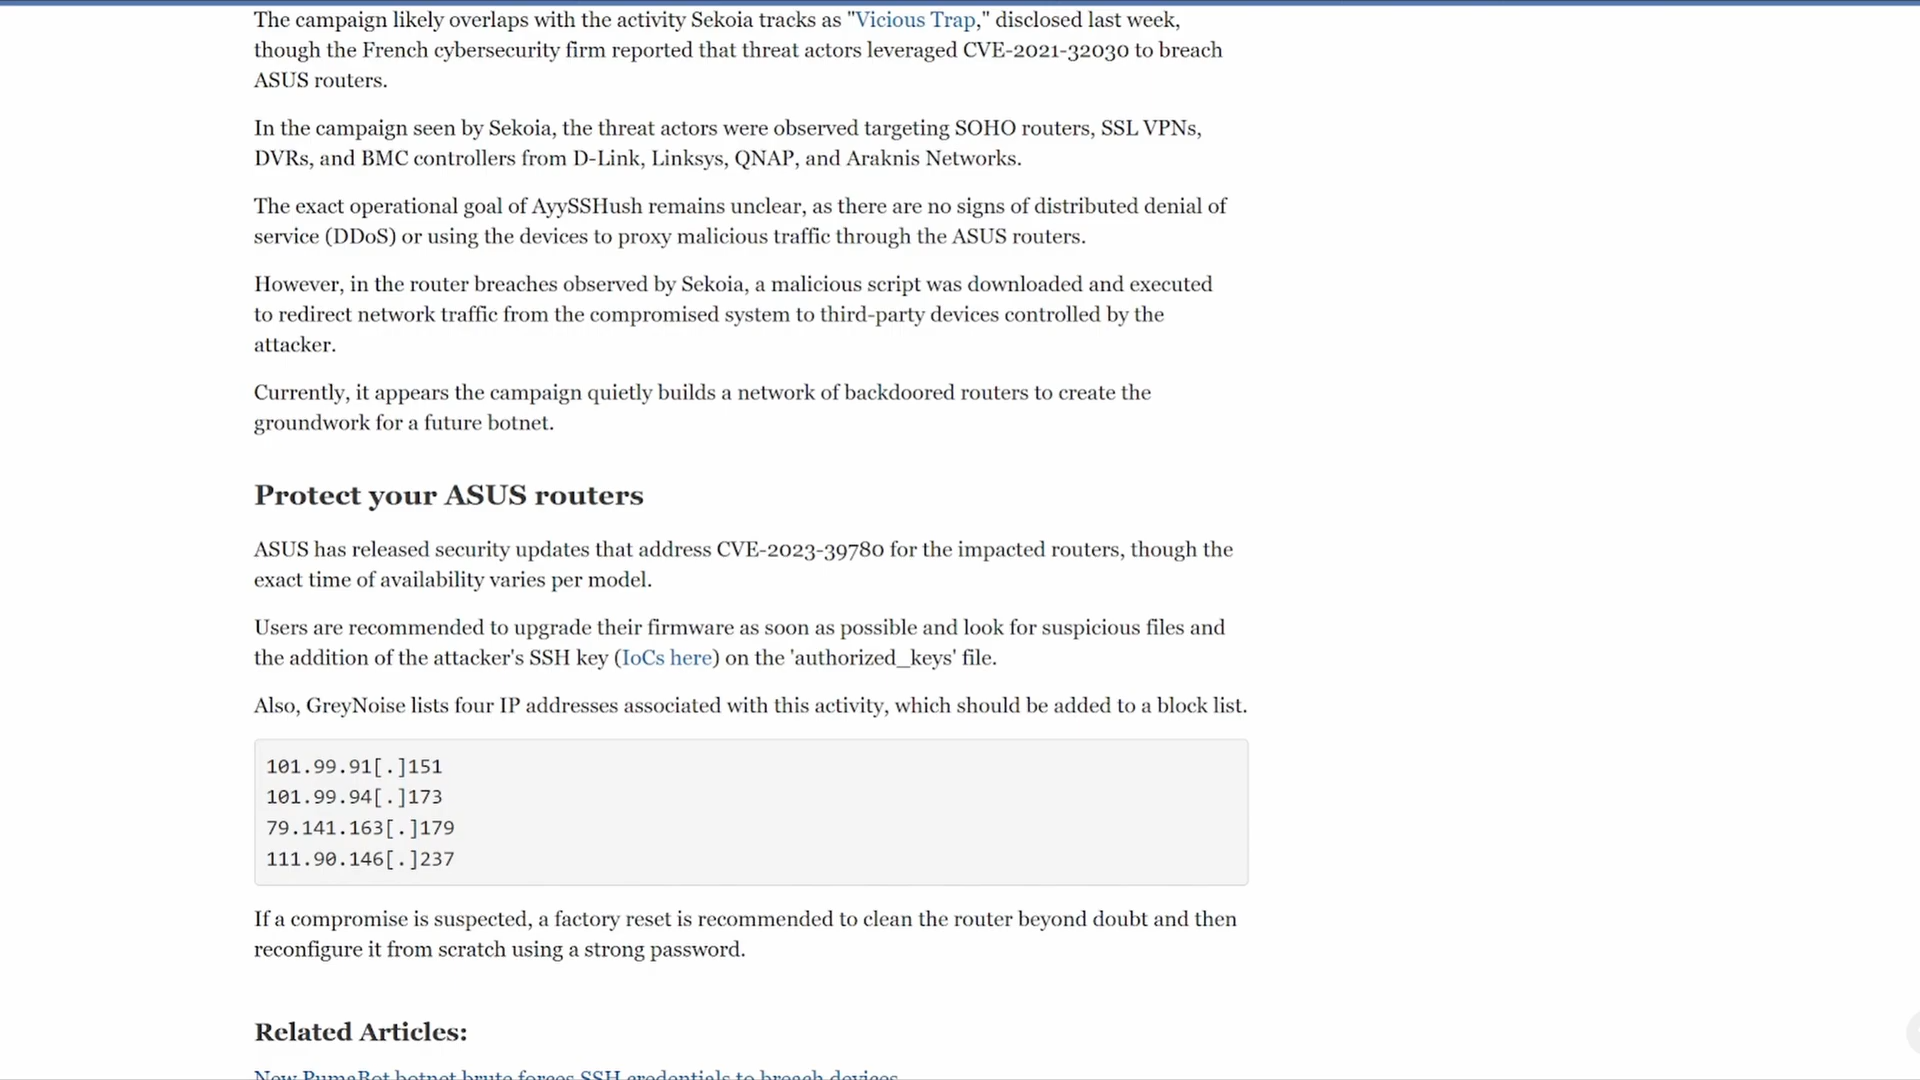 The campaign likely overlaps with the activity Sekoia tracks as "Vicious Trap," disclosed last week,
though the French cybersecurity firm reported that threat actors leveraged CVE-2021-32030 to breach
ASUS routers.
In the campaign seen by Sekoia, the threat actors were observed targeting SOHO routers, SSL VPNs,
DVRs, and BMC controllers from D-Link, Linksys, QNAP, and Araknis Networks.
The exact operational goal of AyySSHush remains unclear, as there are no signs of distributed denial of
service (DDoS) or using the devices to proxy malicious traffic through the ASUS routers.
However, in the router breaches observed by Sekoia, a malicious script was downloaded and executed
to redirect network traffic from the compromised system to third-party devices controlled by the
attacker.
Currently, it appears the campaign quietly builds a network of backdoored routers to create the
groundwork for a future botnet.
Protect your ASUS routers
ASUS has released security updates that address CVE-2023-39780 for the impacted routers, though the
exact time of availability varies per model.
Users are recommended to upgrade their firmware as soon as possible and look for suspicious files and
the addition of the attacker's SSH key (IoCs here) on the 'authorized_keys' file.
Also, GreyNoise lists four IP addresses associated with this activity, which should be added to a block list.
101.99.91[.]151
101.99.94[.]173
79.141.163[.]179
111.90.146[.]237
If a compromise is suspected, a factory reset is recommended to clean the router beyond doubt and then
reconfigure it from scratch using a strong password.
Related Articles:
New PumaBot botnet brute forces SSH credentials to breach devices